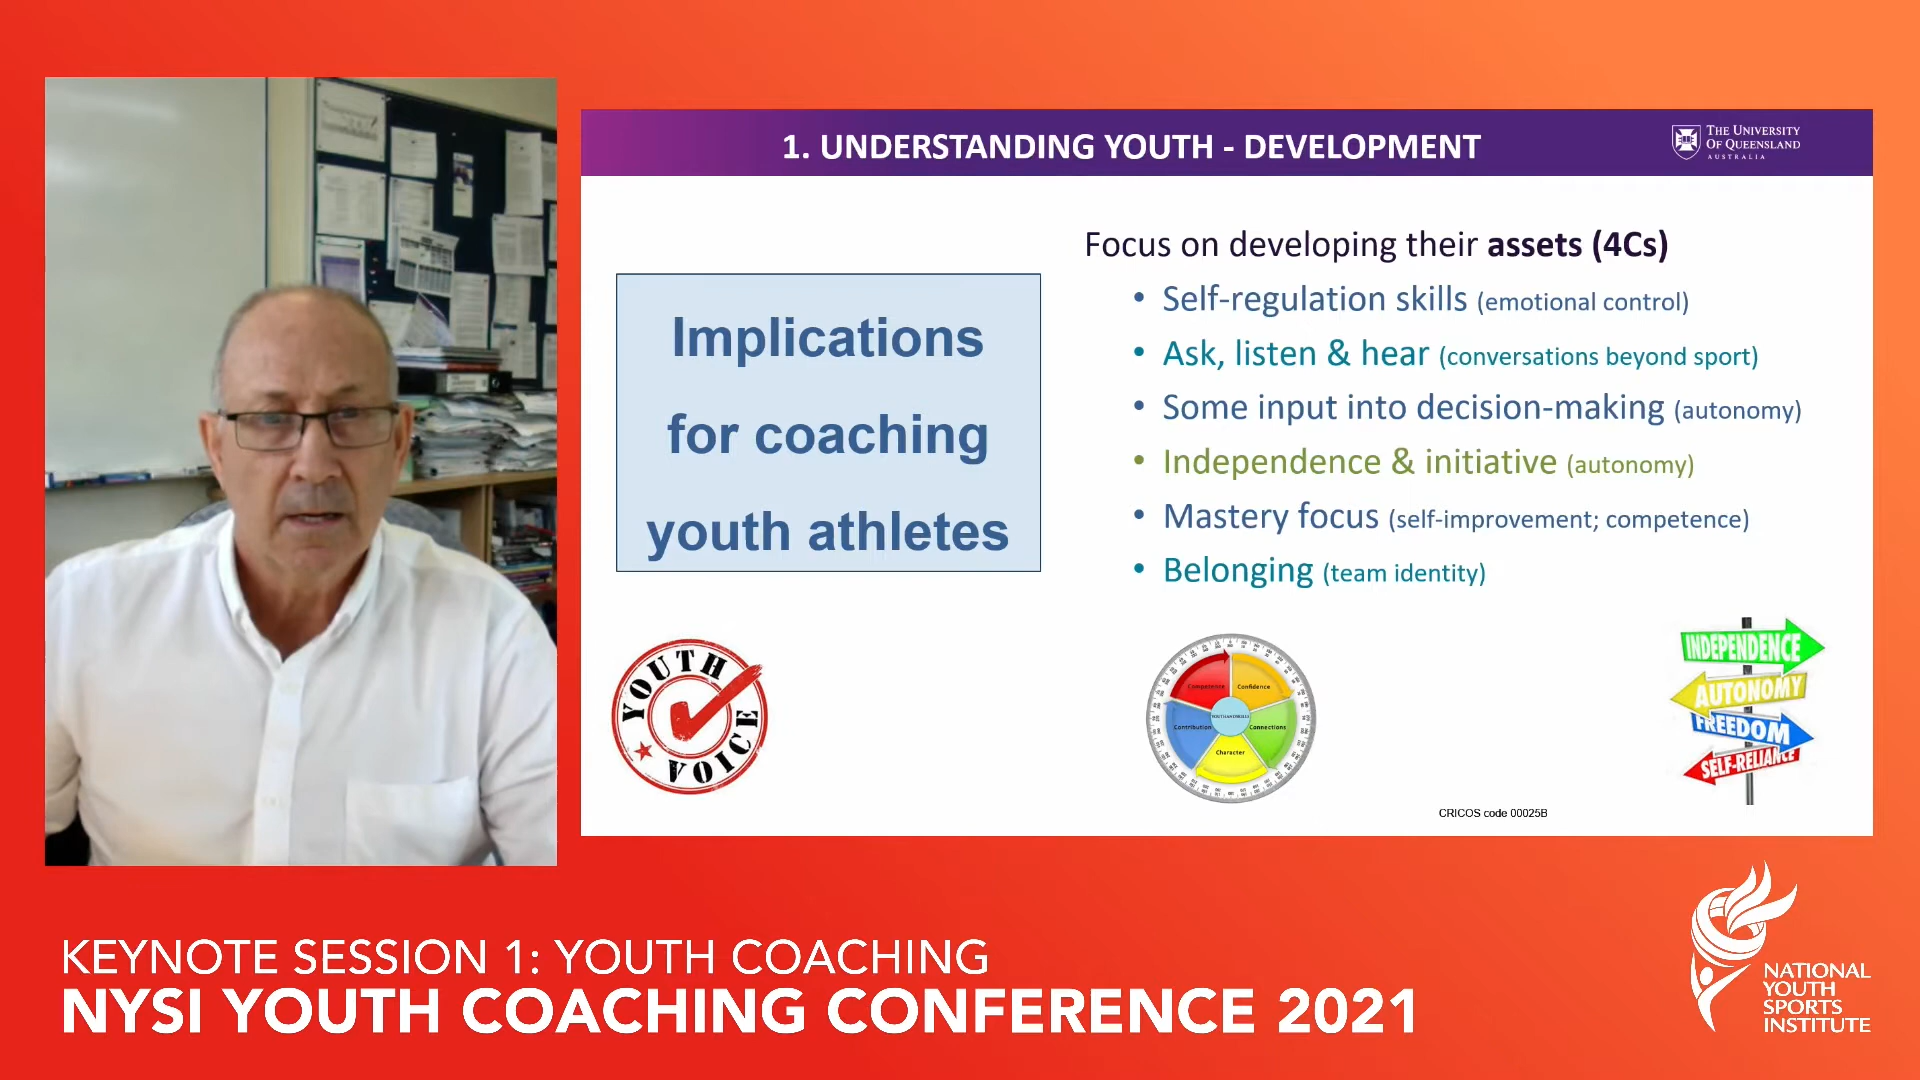 1. UNDERSTANDING YOUTH - DEVELOPMENT
THE UNIVERSITY
OF QUEENSLAND
AUSTRALIA
Implications
for coaching
youth athletes
Focus on developing their assets (4Cs)
• Self-regulation skills (emotional control)
• Ask, listen & hear (conversations beyond sport)
• Some input into decision-making (autonomy)
• Independence & initiative (autonomy)
• Mastery focus (self-improvement; competence)
• Belonging (team identity)
YOUTH
VOICE
Competence
Confidence
Contribution
Connections
Character
INDEPENDENCE
AUTONOMY
FREEDOM
SELF-RELIANCE
CRICOS code 00025B
KEYNOTE SESSION 1: YOUTH COACHING
NYSI YOUTH COACHING CONFERENCE 2021
NATIONAL
YOUTH
SPORTS
INSTITUTE